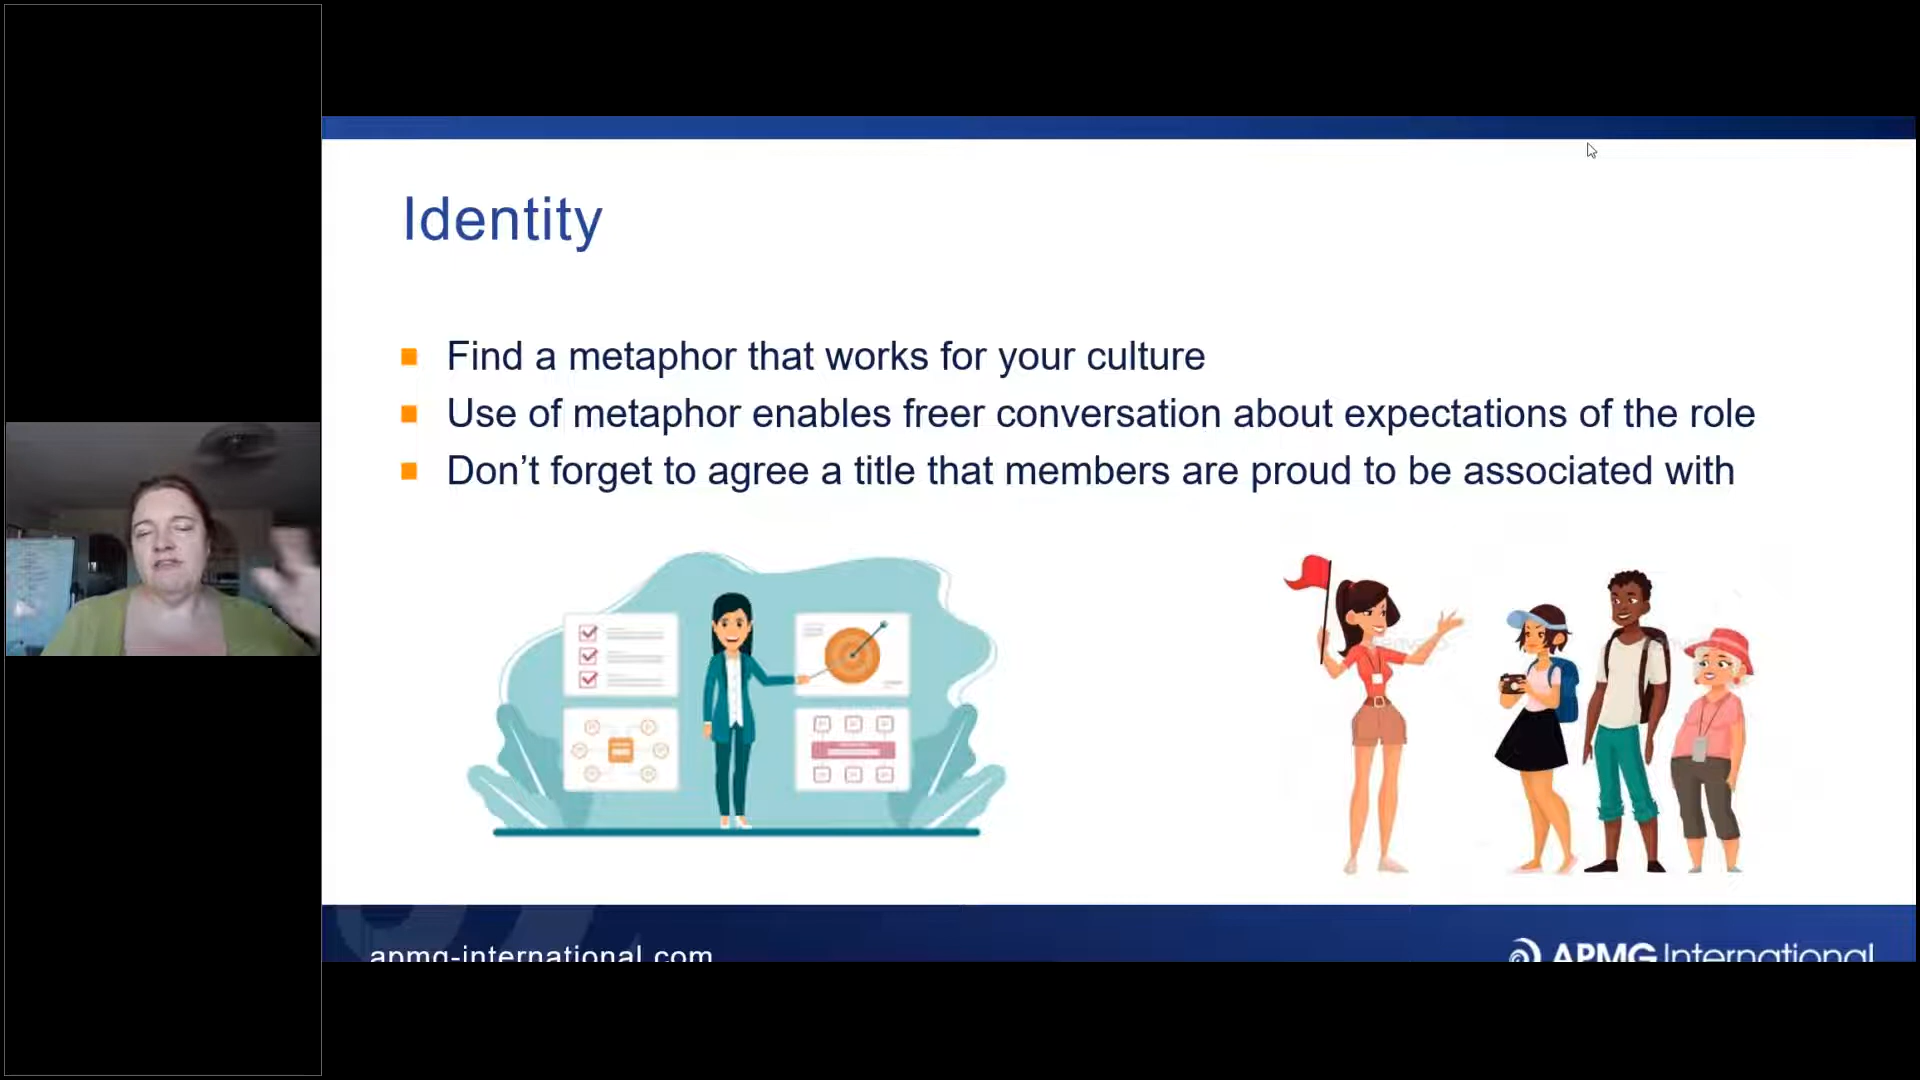 Identity
Find a metaphor that works for your culture
Use of metaphor enables freer conversation about expectations of the role
Don’t forget to agree a title that members are proud to be associated with
apmg-international.com
APMG International